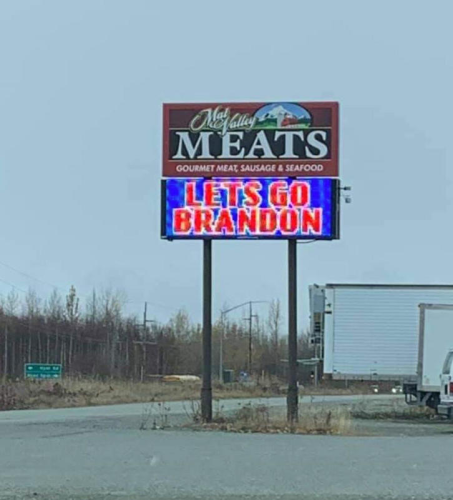 Mat
Valley
MEATS
GOURMET MEAT, SAUSAGE & SEAFOOD
LETS GO
BRANDON